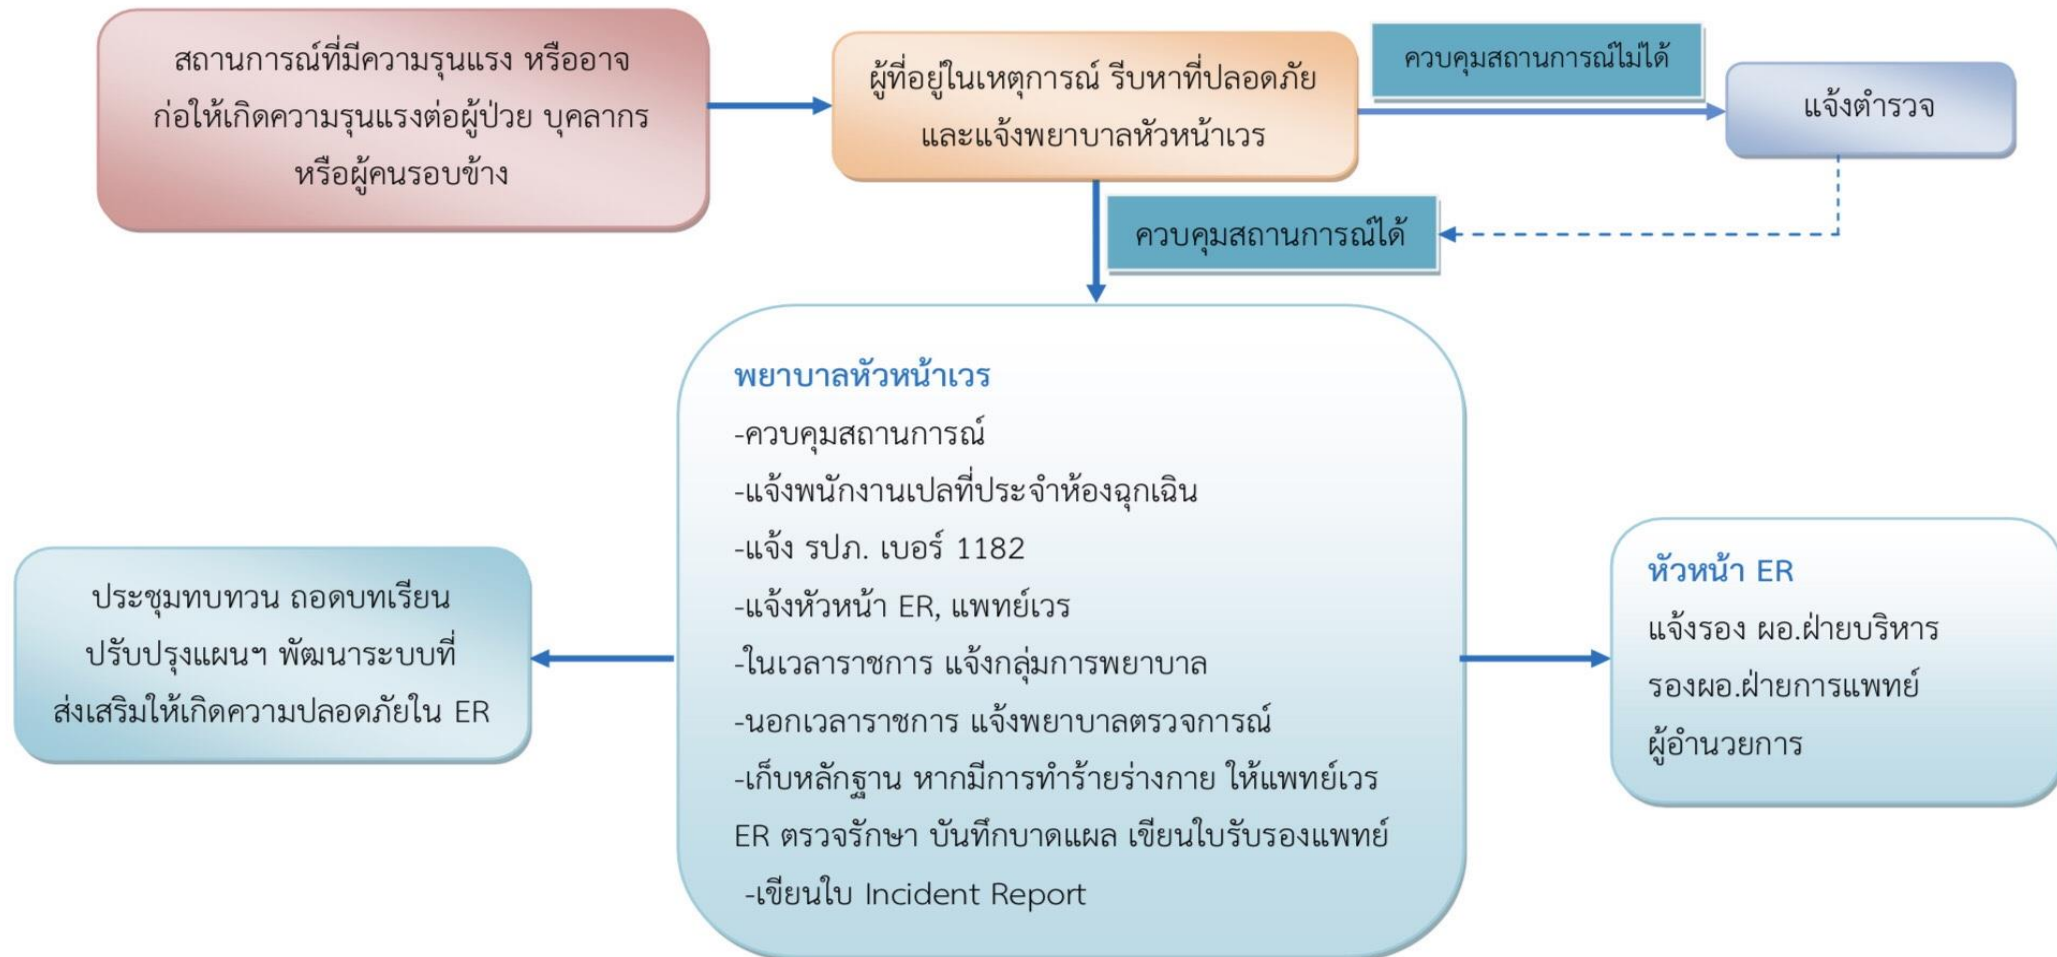 สถานการณ์ที่มีความรุนแรง หรืออาจ
ก่อให้เกิดความรุนแรงต่อผู้ป่วย บุคลากร
หรือผู้คนรอบข้าง
ผู้ที่อยู่ในเหตุการณ์ รีบหาที่ปลอดภัย
และแจ้งพยาบาลหัวหน้าเวร
ควบคุมสถานการณ์ไม่ได้
แจ้งตำรวจ
ควบคุมสถานการณ์ได้
พยาบาลหัวหน้าเวร
-ควบคุมสถานการณ์
-แจ้งพนักงานเปลที่ประจำห้องฉุกเฉิน
-แจ้ง รปภ. เบอร์ 1182
-แจ้งหัวหน้า ER, แพทย์เวร
-ในเวลาราชการ แจ้งกลุ่มการพยาบาล
-นอกเวลาราชการ แจ้งพยาบาลตรวจการณ์
-เก็บหลักฐาน หากมีการทำร้ายร่างกาย ให้แพทย์เวร
ER ตรวจรักษา บันทึกบาดแผล เขียนใบรับรองแพทย์
-เขียนใบ Incident Report
ประชุมทบทวน ถอดบทเรียน
ปรับปรุงแผนฯ พัฒนาระบบที่
ส่งเสริมให้เกิดความปลอดภัยใน ER
หัวหน้า ER
แจ้งรอง ผอ.ฝ่ายบริหาร
รองผอ.ฝ่ายการแพทย์
ผู้อำนวยการ